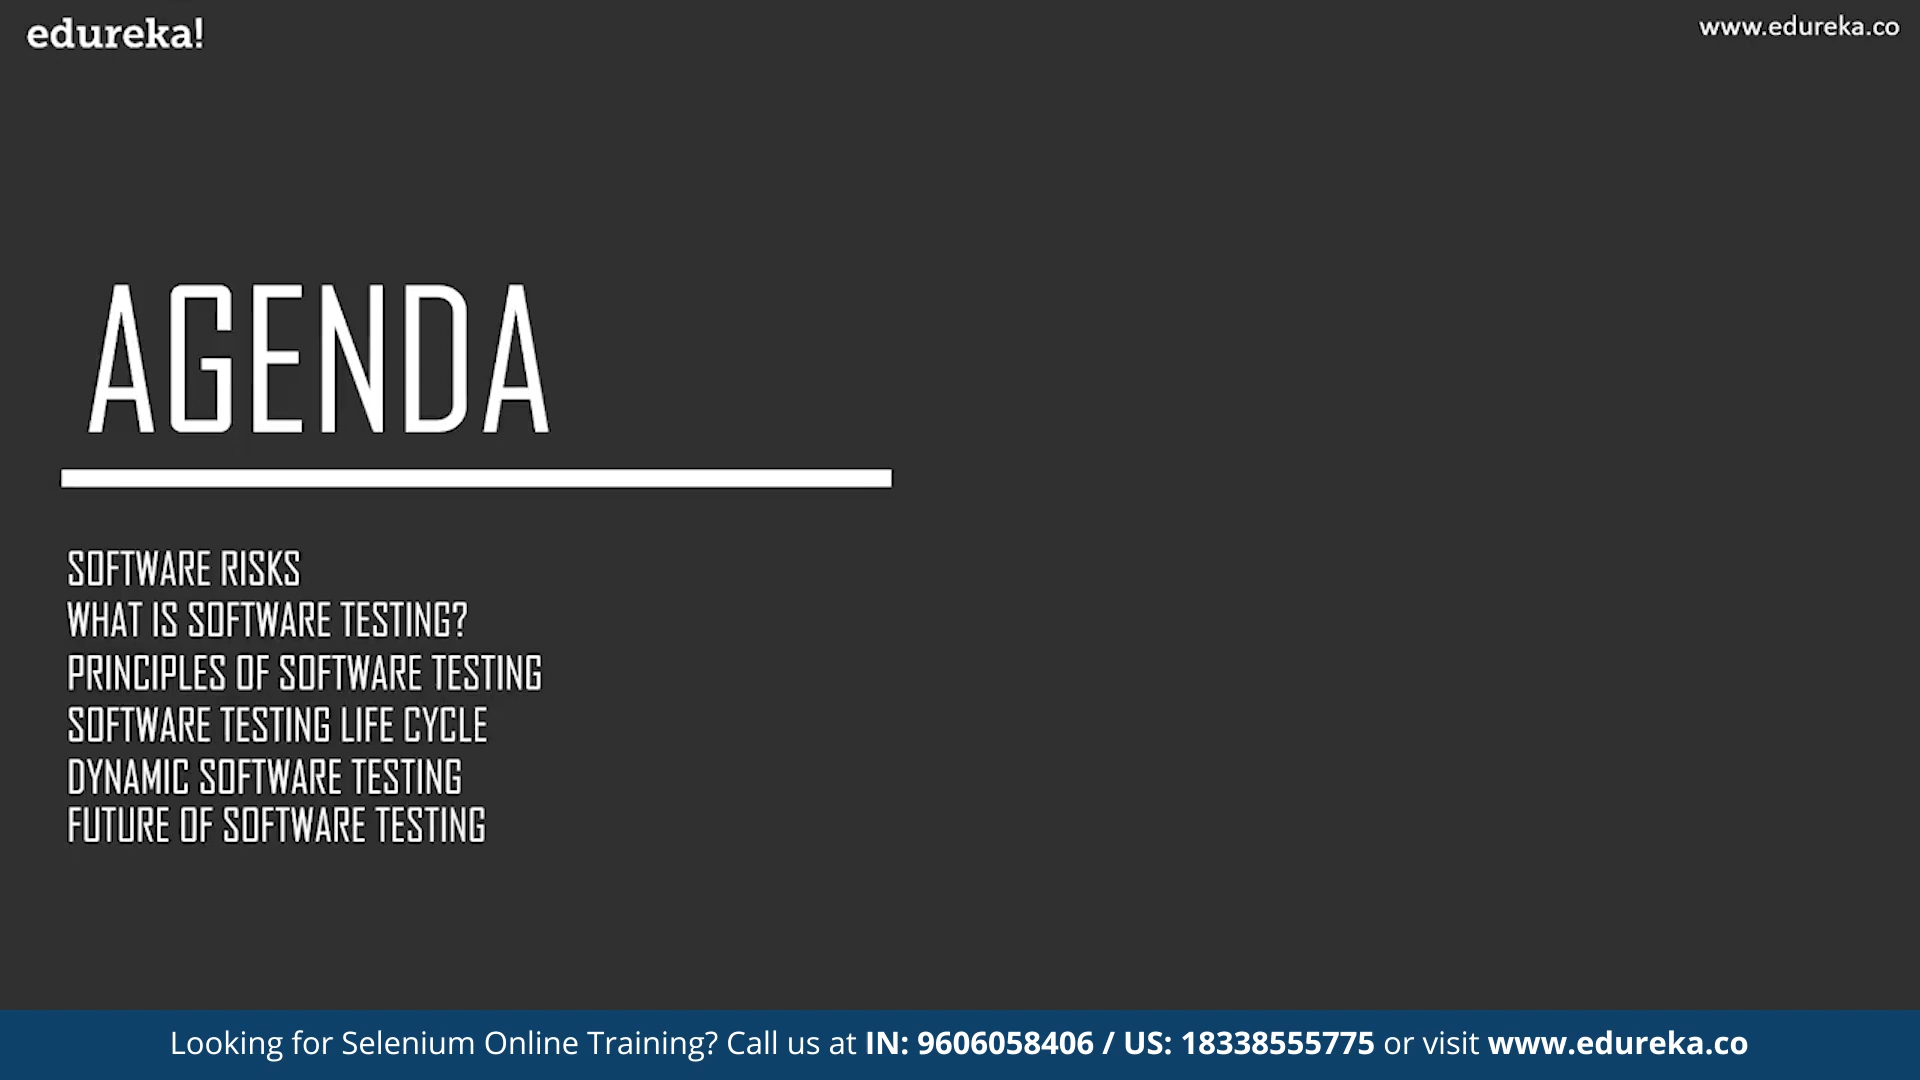 edureka!
www.edureka.co
AGENDA
SOFTWARE RISKS
WHAT IS SOFTWARE TESTING?
PRINCIPLES OF SOFTWARE TESTING
SOFTWARE TESTING LIFE CYCLE
DYNAMIC SOFTWARE TESTING
FUTURE OF SOFTWARE TESTING
Looking for Selenium Online Training? Call us at IN: 9606058406 / US: 18338555775 or visit www.edureka.co